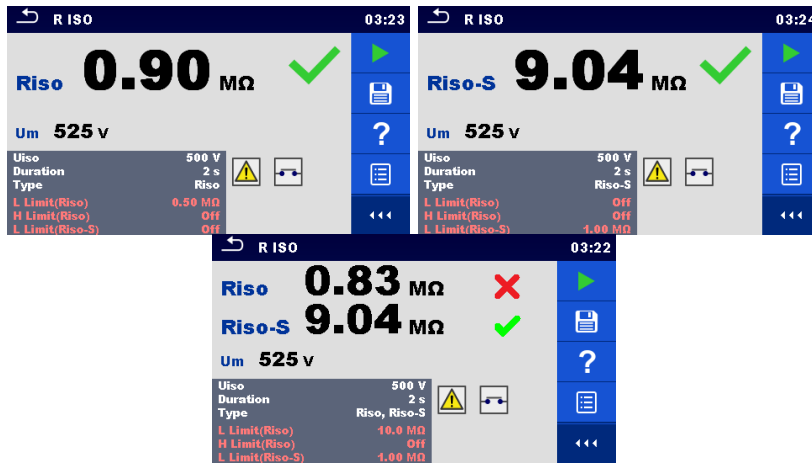 R ISO 03:23
Riso 0.90 MΩ
Um 525 V
?
Uiso 500 V
Duration 2 s
Type Riso
L Limit(Riso) 0.50 MΩ
H Limit(Riso) Off
L Limit(Riso-S) Off
R ISO 03:24
Riso-S 9.04 MΩ
Um 525 V
?
Uiso 500 V
Duration 2 s
Type Riso-S
L Limit(Riso) Off
H Limit(Riso) Off
L Limit(Riso-S) 1.00 MΩ
R ISO 03:22
Riso 0.83 MΩ
Riso-S 9.04 MΩ
Um 525 V
?
Uiso 500 V
Duration 2 s
Type Riso, Riso-S
L Limit(Riso) 10.0 MΩ
H Limit(Riso) Off
L Limit(Riso-S) 1.00 MΩ